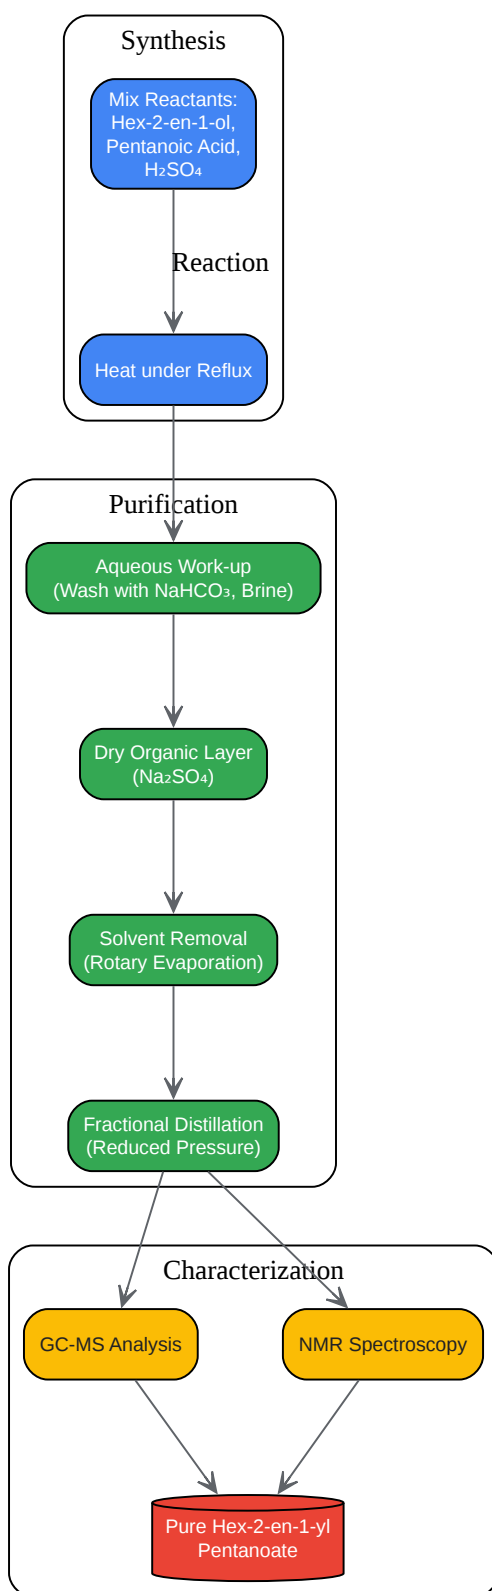 Synthesis
Mix Reactants:
Hex-2-en-1-ol,
Pentanoic Acid,
H₂SO₄
Reaction
Heat under Reflux
Purification
Aqueous Work-up
(Wash with NaHCO₃, Brine)
Dry Organic Layer
(Na₂SO₄)
Solvent Removal
(Rotary Evaporation)
Fractional Distillation
(Reduced Pressure)
Characterization
GC-MS Analysis
NMR Spectroscopy
Pure Hex-2-en-1-yl
Pentanoate